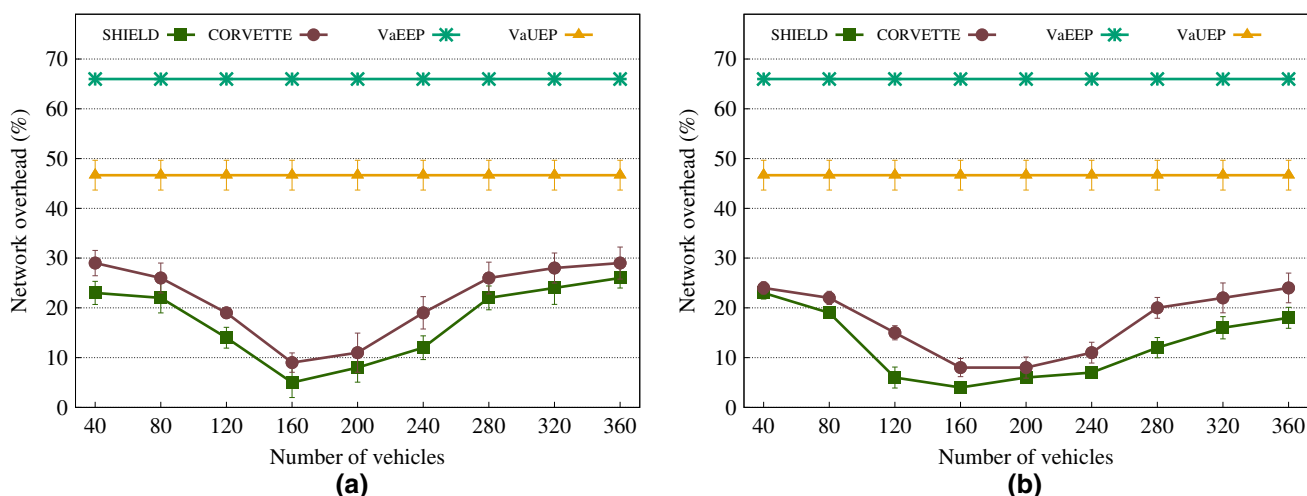 SHIELD CORVETTE VaEEP VaUEP
Network overhead (%)
70
60
50
40
30
20
10
0
40 80 120 160 200 240 280 320 360
Number of vehicles
(a)
SHIELD CORVETTE VaEEP VaUEP
Network overhead (%)
70
60
50
40
30
20
10
0
40 80 120 160 200 240 280 320 360
Number of vehicles
(b)